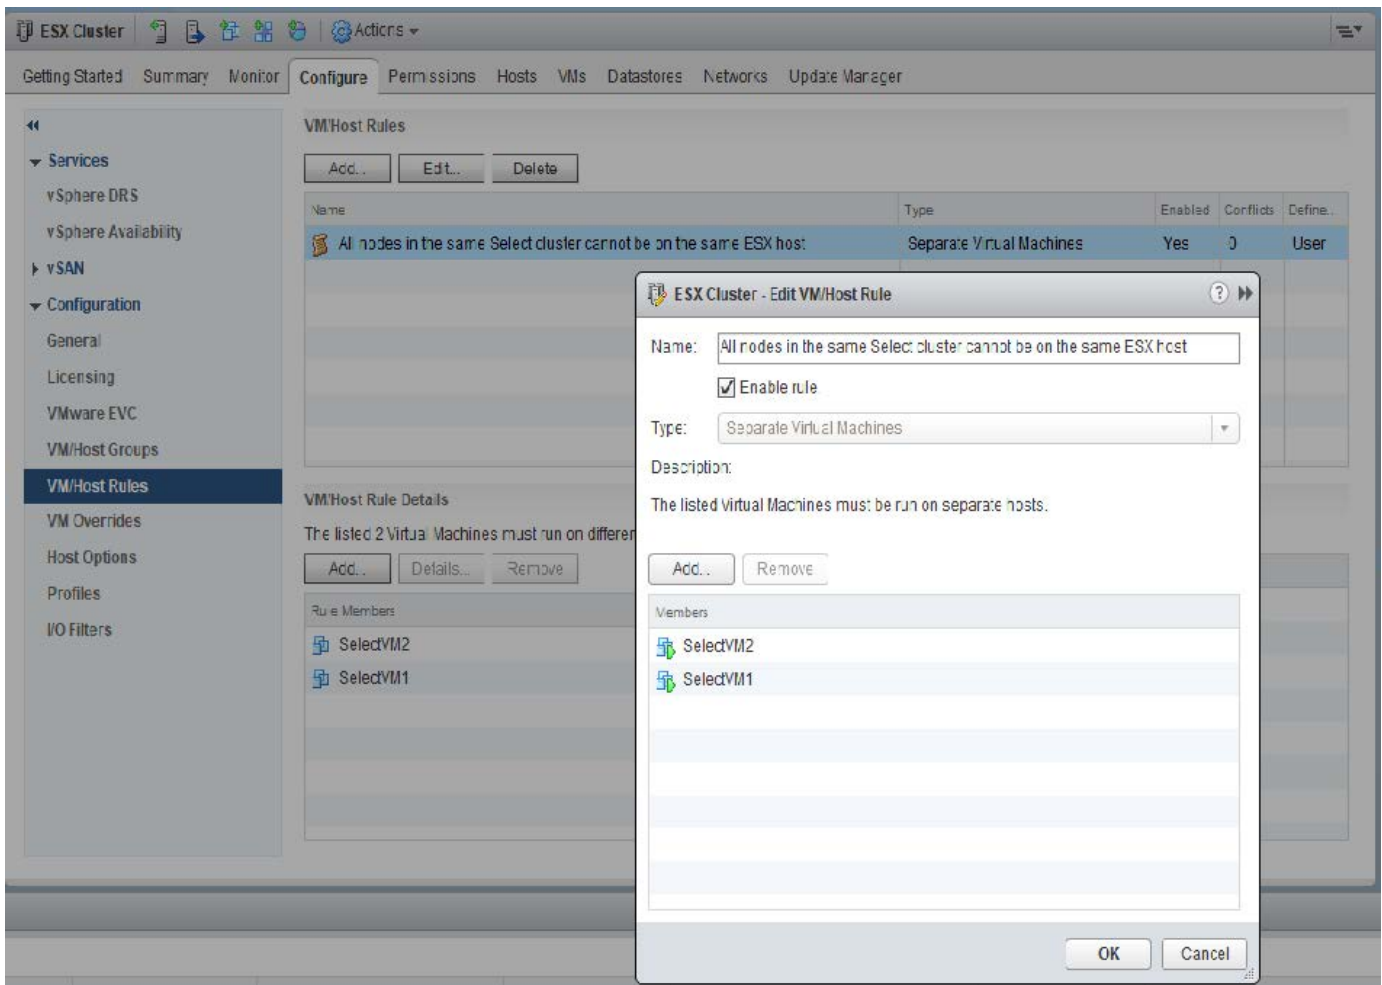 ESX Cluster Actions
Getting Started Summary Monitor Configure Permissions Hosts VMs Datastores Networks Update Manager
Services
vSphere DRS
vSphere Availability
vSAN
Configuration
General
Licensing
VMware EVC
VM/Host Groups
VM/Host Rules
VM Overrides
Host Options
Profiles
I/O Filters
VM/Host Rules
Add... Edit... Delete
Name Type Enabled Conflicts Define...
All nodes in the same Select cluster cannot be on the same ESX host Separate Virtual Machines Yes 0 User
VM/Host Rule Details
The listed 2 Virtual Machines must run on differen
Add... Details... Remove
Rule Members
SelectVM2
SelectVM1
ESX Cluster - Edit VM/Host Rule
Name: All nodes in the same Select cluster cannot be on the same ESX host
Enable rule
Type: Separate Virtual Machines
Description:
The listed Virtual Machines must be run on separate hosts.
Add... Remove
Members
SelectVM2
SelectVM1
OK Cancel